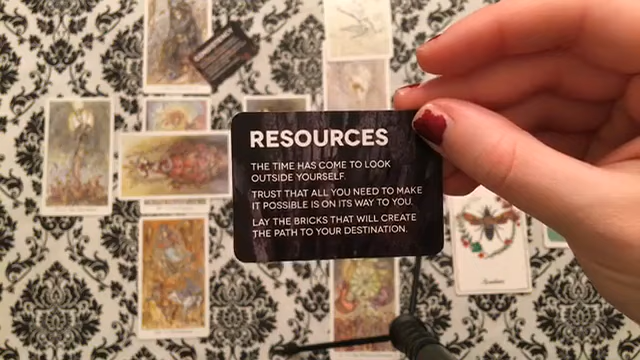 RESOURCES
THE TIME HAS COME TO LOOK
OUTSIDE YOURSELF.
TRUST THAT ALL YOU NEED TO MAKE
IT POSSIBLE IS ON ITS WAY TO YOU.
LAY THE BRICKS THAT WILL CREATE
THE PATH TO YOUR DESTINATION.